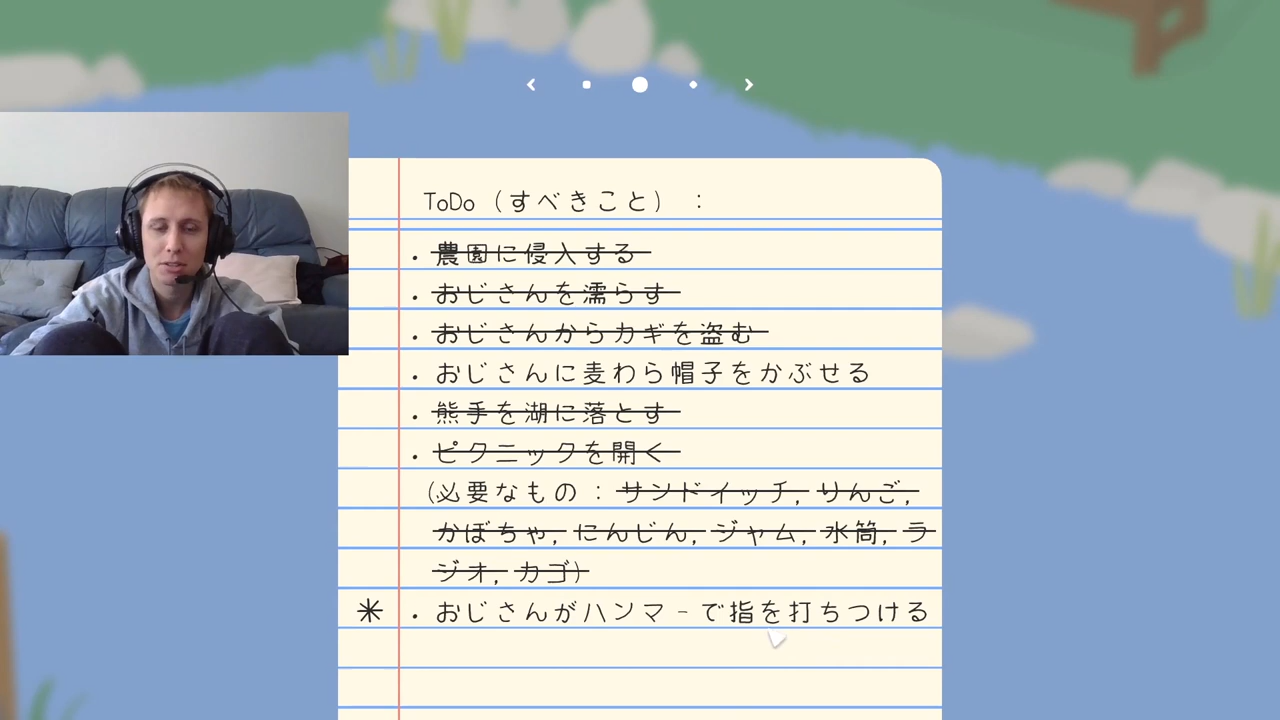 ToDo（すべきこと）：
・農園に侵入する
・おじさんを濡らす
・おじさんからカギを盗む
・おじさんに麦わら帽子をかぶせる
・熊手を湖に落とす
・ピクニックを開く
(必要なもの：サンドイッチ, りんご,
かぼちゃ, にんじん, ジャム, 水筒, ラ
ジオ, カゴ)
・おじさんがハンマーで指を打ちつける